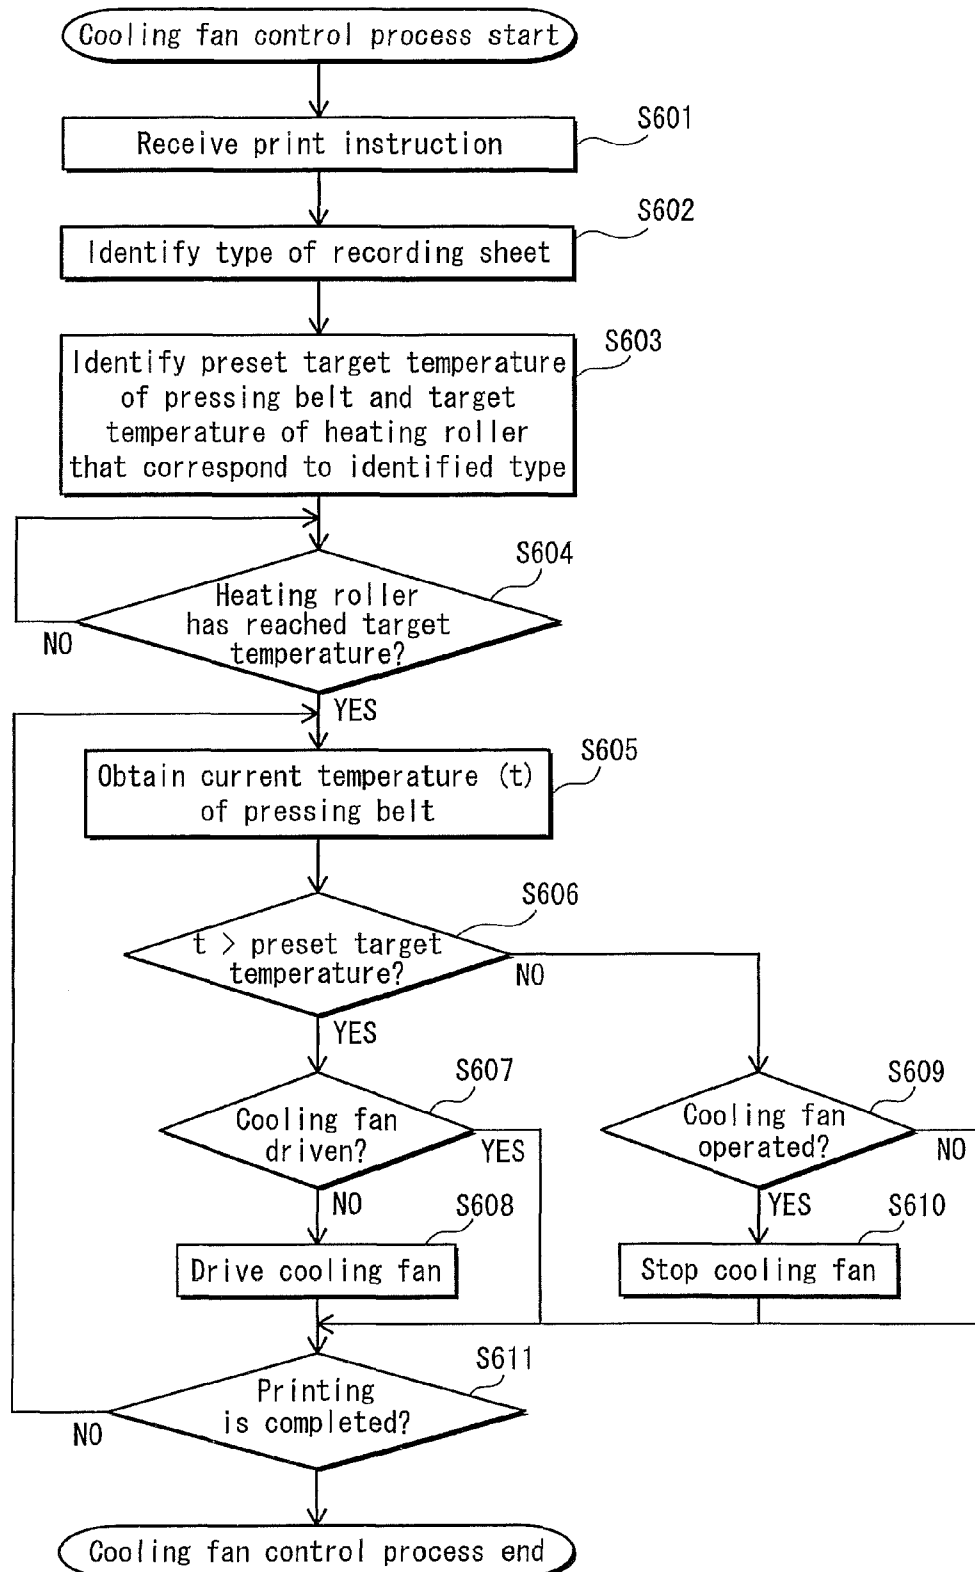 Cooling fan control process start
S601
Receive print instruction
S602
Identify type of recording sheet
S603
Identify preset target temperature
of pressing belt and target
temperature of heating roller
that correspond to identified type
S604
Heating roller
has reached target
temperature?
NO
YES
S605
Obtain current temperature (t)
of pressing belt
S606
t > preset target
temperature?
NO
YES
S607
Cooling fan
driven?
YES
NO
S609
Cooling fan
operated?
NO
YES
S608
Drive cooling fan
S610
Stop cooling fan
S611
Printing
is completed?
NO
Cooling fan control process end